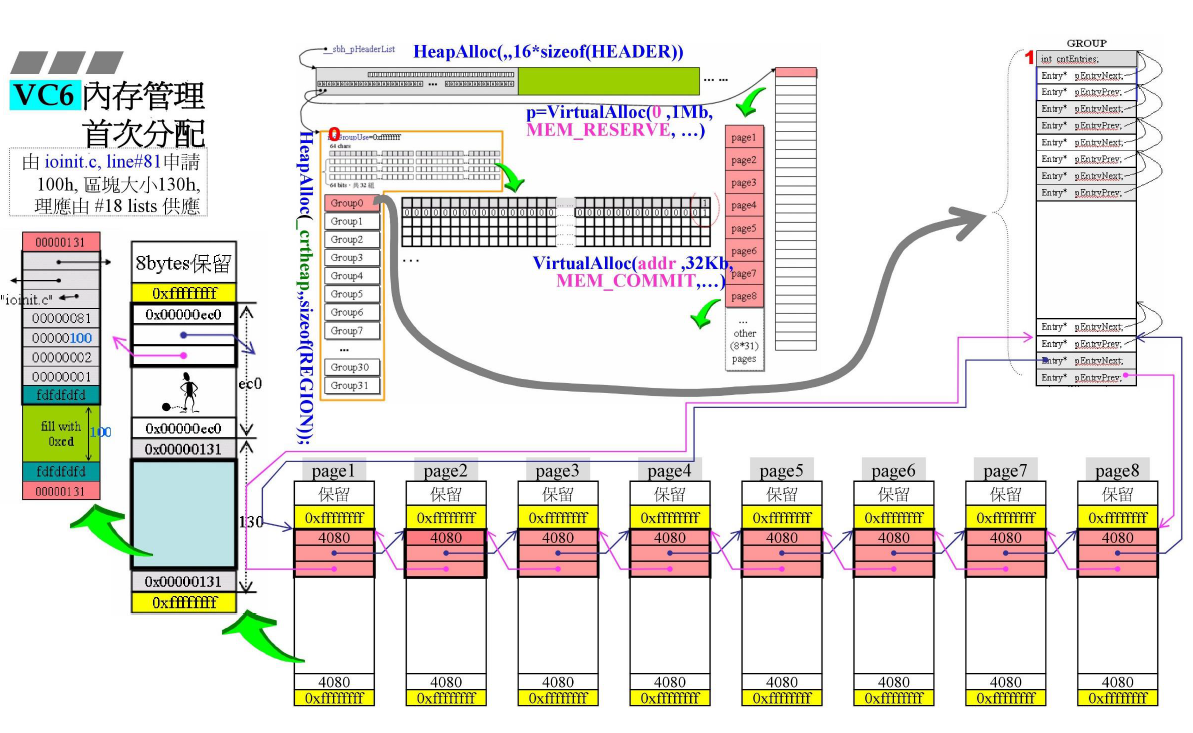 VC6 內存管理
首次分配
由 ioinit.c, line#81申請
100h, 區塊大小130h,
理應由 #18 lists 供應
__sbh_pHeaderList
HeapAlloc(,,16*sizeof(HEADER))
... ...
p=VirtualAlloc(0 ,1Mb,
MEM_RESERVE, …)
HeapAlloc(_crtheap,,sizeof(REGION));
0
GroupUse=0xffffffff
64 chars
64 bits，共 32 組
Group0
Group1
Group2
Group3
Group4
Group5
Group6
Group7
...
Group30
Group31
...
VirtualAlloc(addr ,32Kb,
MEM_COMMIT,…)
page1
page2
page3
page4
page5
page6
page7
page8
...
other
(8*31)
pages
GROUP
1
int cntEntries;
Entry* pEntryNext;
Entry* pEntryPrev;
Entry* pEntryNext;
Entry* pEntryPrev;
Entry* pEntryNext;
Entry* pEntryPrev;
Entry* pEntryNext;
Entry* pEntryPrev;
Entry* pEntryNext;
Entry* pEntryPrev;
Entry* pEntryNext;
Entry* pEntryPrev;
00000131
"ioinit.c"
00000081
00000100
00000002
00000001
fdfdfdfd
fill with
0xcd
100
fdfdfdfd
00000131
8bytes保留
0xffffffff
0x00000ec0
ec0
0x00000ec0
0x00000131
130
0x00000131
0xffffffff
page1 page2 page3 page4 page5 page6 page7 page8
保留 保留 保留 保留 保留 保留 保留 保留
0xffffffff 0xffffffff 0xffffffff 0xffffffff 0xffffffff 0xffffffff 0xffffffff 0xffffffff
4080 4080 4080 4080 4080 4080 4080 4080
4080 4080 4080 4080 4080 4080 4080 4080
0xffffffff 0xffffffff 0xffffffff 0xffffffff 0xffffffff 0xffffffff 0xffffffff 0xffffffff